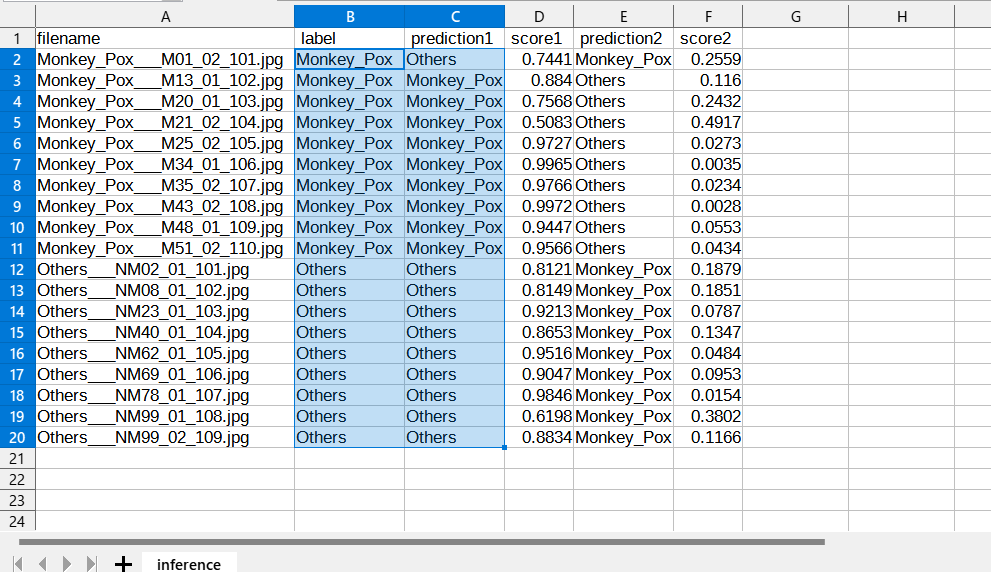 A B C D E F G H
1 filename label prediction1 score1 prediction2 score2
2 Monkey_Pox___M01_02_101.jpg Monkey_Pox Others 0.7441 Monkey_Pox 0.2559
3 Monkey_Pox___M13_01_102.jpg Monkey_Pox Monkey_Pox 0.884 Others 0.116
4 Monkey_Pox___M20_01_103.jpg Monkey_Pox Monkey_Pox 0.7568 Others 0.2432
5 Monkey_Pox___M21_02_104.jpg Monkey_Pox Monkey_Pox 0.5083 Others 0.4917
6 Monkey_Pox___M25_02_105.jpg Monkey_Pox Monkey_Pox 0.9727 Others 0.0273
7 Monkey_Pox___M34_01_106.jpg Monkey_Pox Monkey_Pox 0.9965 Others 0.0035
8 Monkey_Pox___M35_02_107.jpg Monkey_Pox Monkey_Pox 0.9766 Others 0.0234
9 Monkey_Pox___M43_02_108.jpg Monkey_Pox Monkey_Pox 0.9972 Others 0.0028
10 Monkey_Pox___M48_01_109.jpg Monkey_Pox Monkey_Pox 0.9447 Others 0.0553
11 Monkey_Pox___M51_02_110.jpg Monkey_Pox Monkey_Pox 0.9566 Others 0.0434
12 Others___NM02_01_101.jpg Others Others 0.8121 Monkey_Pox 0.1879
13 Others___NM08_01_102.jpg Others Others 0.8149 Monkey_Pox 0.1851
14 Others___NM23_01_103.jpg Others Others 0.9213 Monkey_Pox 0.0787
15 Others___NM40_01_104.jpg Others Others 0.8653 Monkey_Pox 0.1347
16 Others___NM62_01_105.jpg Others Others 0.9516 Monkey_Pox 0.0484
17 Others___NM69_01_106.jpg Others Others 0.9047 Monkey_Pox 0.0953
18 Others___NM78_01_107.jpg Others Others 0.9846 Monkey_Pox 0.0154
19 Others___NM99_01_108.jpg Others Others 0.6198 Monkey_Pox 0.3802
20 Others___NM99_02_109.jpg Others Others 0.8834 Monkey_Pox 0.1166
21
22
23
24
inference